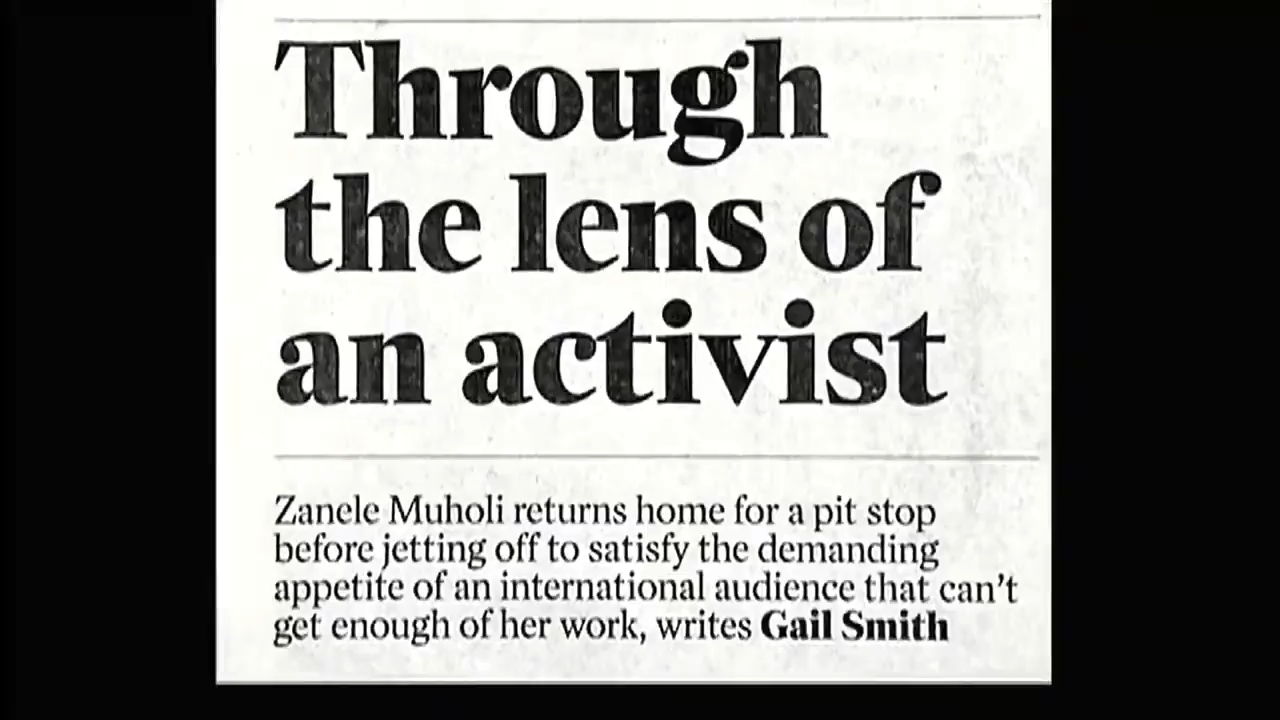 Through
the lens of
an activist
Zanele Muholi returns home for a pit stop
before jetting off to satisfy the demanding
appetite of an international audience that can't
get enough of her work, writes Gail Smith